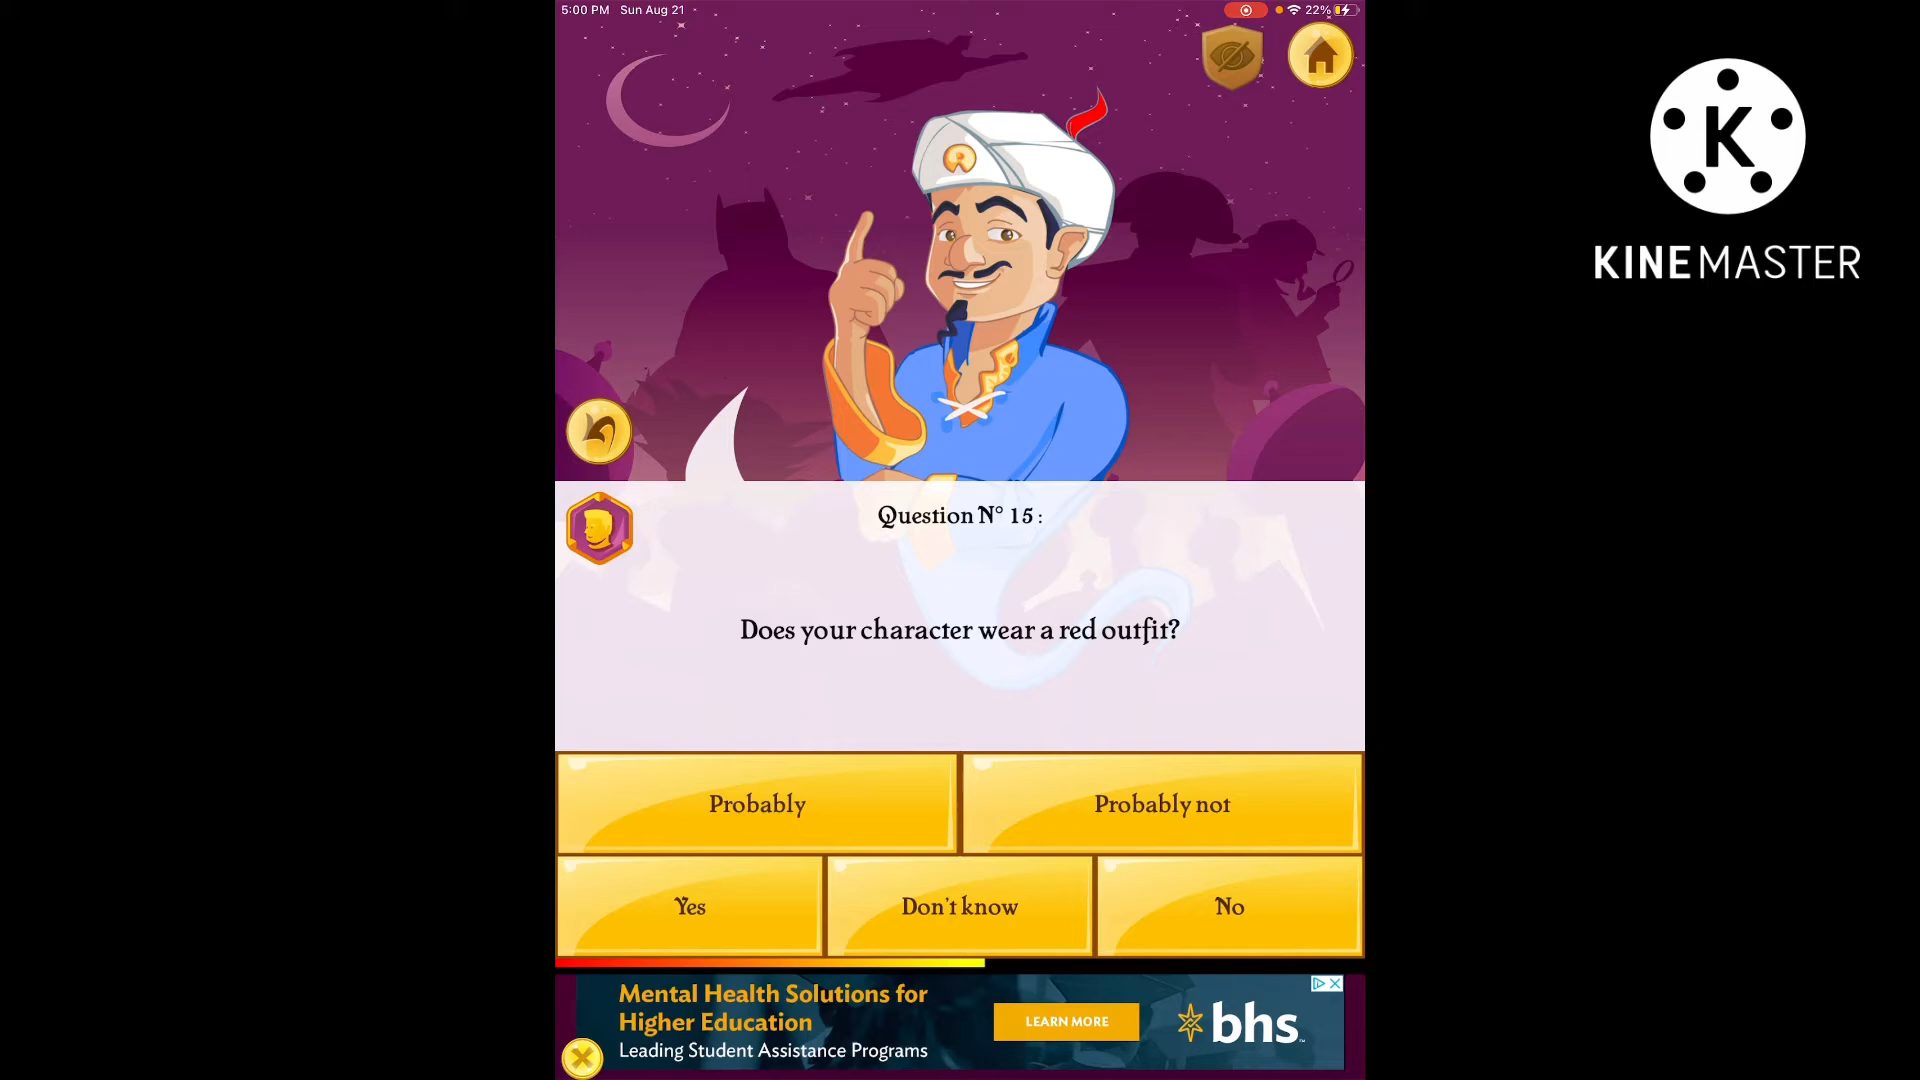 5:00 PM Sun Aug 21
22%
K
KINEMASTER
Question N° 15 :
Does your character wear a red outfit?
Probably
Probably not
Yes
Don't know
No
Mental Health Solutions for
Higher Education
Leading Student Assistance Programs
LEARN MORE
bhs